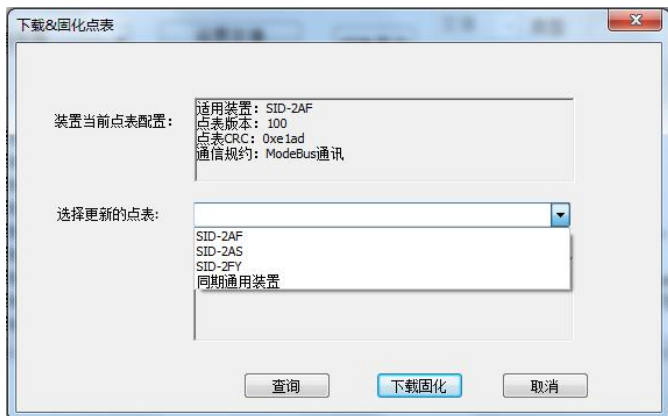 下载&固化点表
装置当前点表配置:
适用装置: SID-2AF
点表版本: 100
点表CRC: 0xe1ad
通信规约: ModeBus通讯
选择更新的点表:
SID-2AF
SID-2AS
SID-2FY
同期通用装置
查询
下载固化
取消